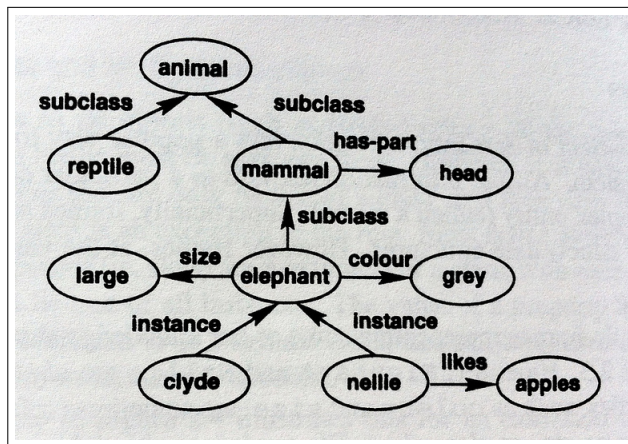 animal
subclass subclass
has-part
reptile mammal head
subclass
size colour
large elephant grey
instance instance
likes
clyde nellie apples